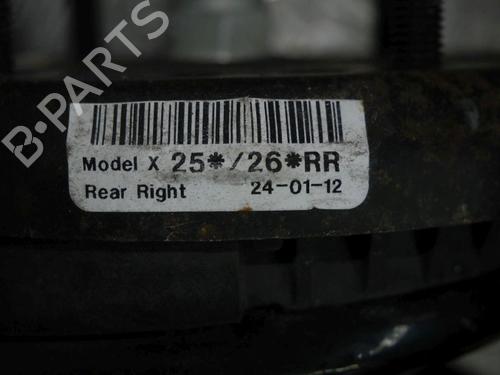 B-PARTS
Model X 25*/26*RR
Rear Right 24-01-12